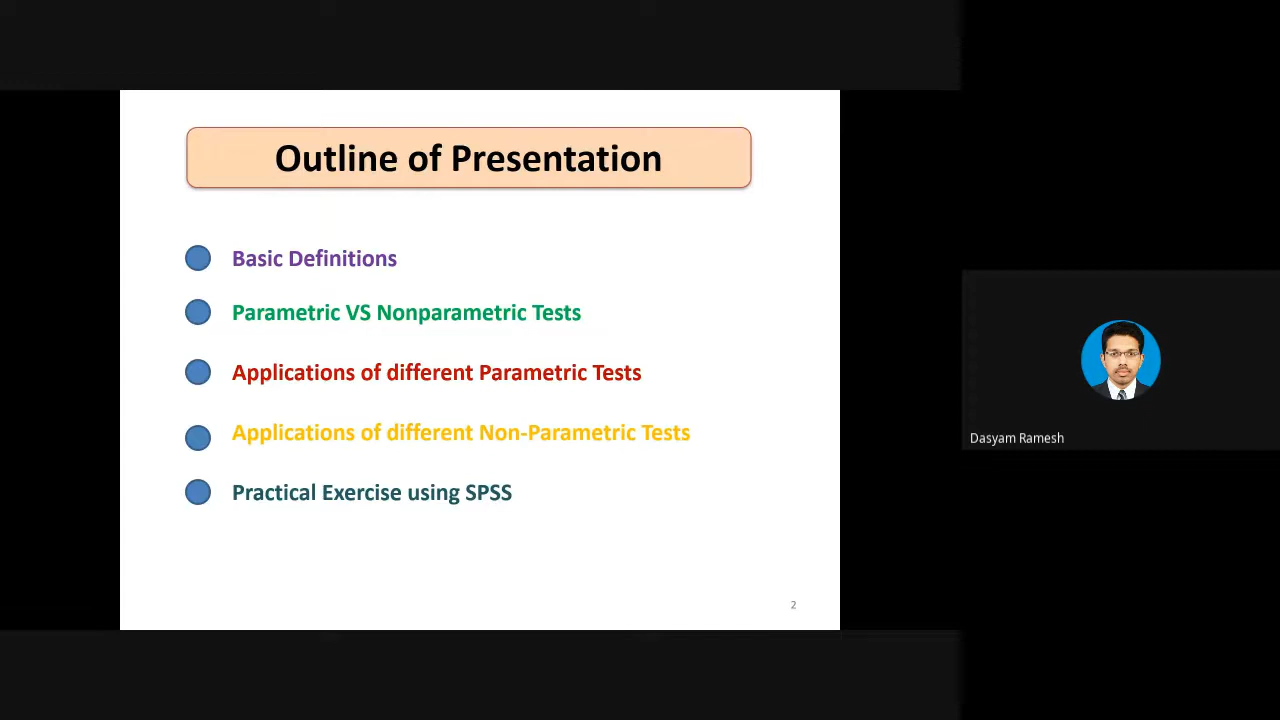 Outline of Presentation
Basic Definitions
Parametric VS Nonparametric Tests
Applications of different Parametric Tests
Applications of different Non-Parametric Tests
Practical Exercise using SPSS
2
Dasyam Ramesh